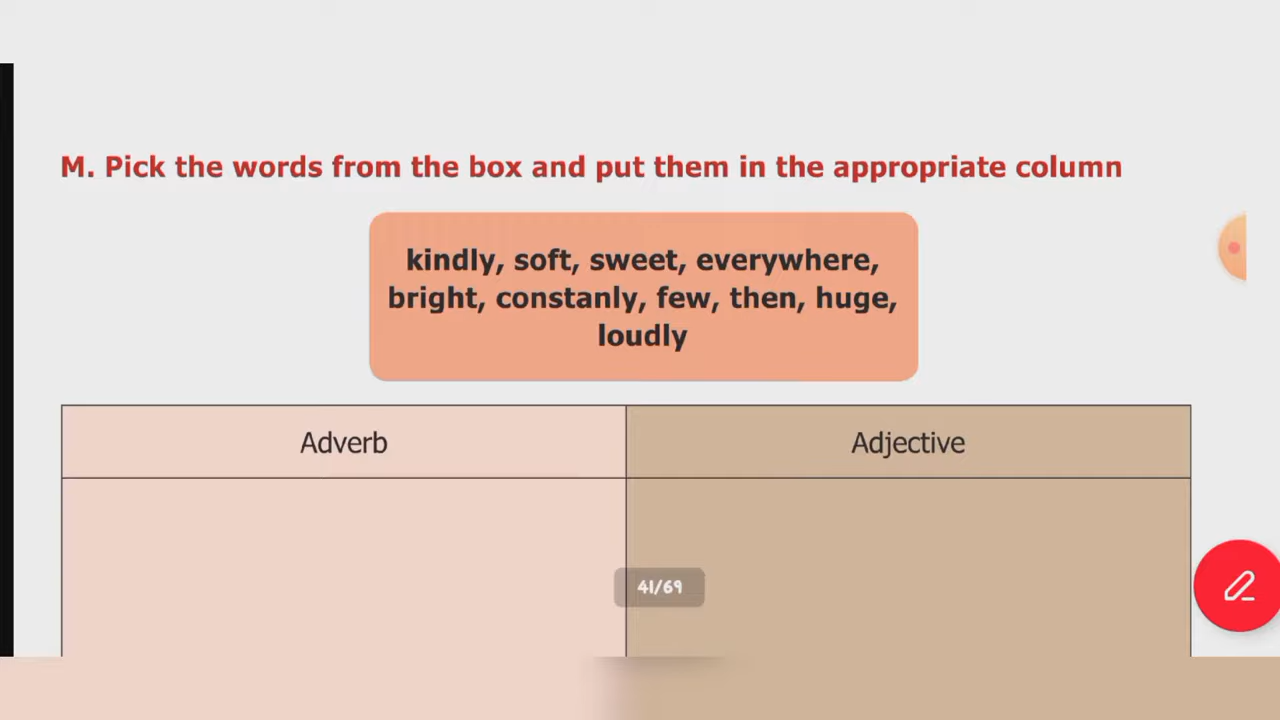 M. Pick the words from the box and put them in the appropriate column
kindly, soft, sweet, everywhere,
bright, constanly, few, then, huge,
loudly
Adverb
Adjective
41/69